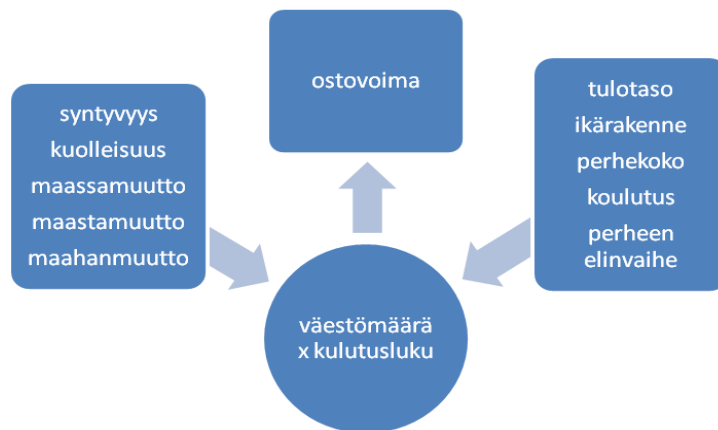 syntyvyys
kuolleisuus
maassamuutto
maastamuutto
maahanmuutto
ostovoima
tulotaso
ikärakenne
perhekoko
koulutus
perheen
elinvaihe
väestömäärä
x kulutusluku